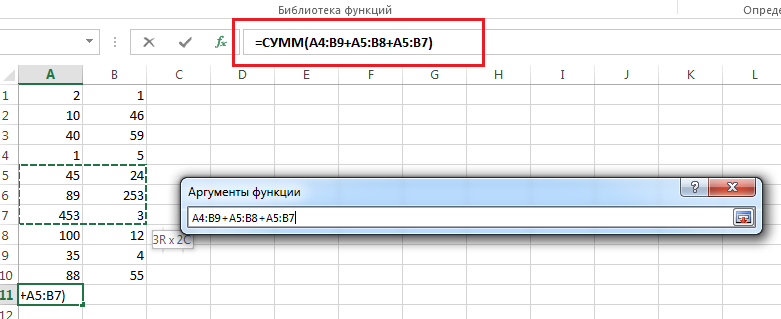 Библиотека функций Опреде
=СУММ(A4:B9+A5:B8+A5:B7)
A B C D E F G H I J K L
1 2 1
2 10 46
3 40 59
4 1 5
5 45 24
6 89 253
7 453 3
8 100 12
9 35 4
10 88 55
11 +A5:B7)
12
3R x 2C
Аргументы функции
A4:B9+A5:B8+A5:B7